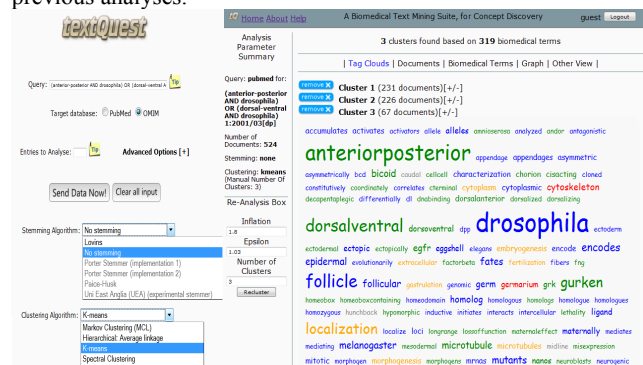 previous analyses.
textQuest
Query: (anterior-posterior AND drosophila) OR (dorsal-ventral A
Tip
Target database: PubMed OMIM
Entries to Analyse:
Tip
Advanced Options [+]
Send Data Now!
Clear all input
Stemming Algorithm: No stemming
Lovins
No stemming
Porter Stemmer (implementation 1)
Porter Stemmer (implementation 2)
Paice-Husk
Uni East Anglia (UEA) (experimental stemmer)
Clustering Algorithm: K-means
Markov Clustering (MCL)
Hierarchical: Average linkage
K-means
Spectral Clustering
tQ Home About Help
A Biomedical Text Mining Suite, for Concept Discovery
guest Logout
Analysis
Parameter
Summary
Query: pubmed for:
(anterior-posterior
AND drosophila)
OR (dorsal-ventral
AND drosophila)
1:2001/03[dp]
Number of
Documents: 524
Stemming: none
Clustering: kmeans
(Manual Number Of
Clusters: 3)
Re-Analysis Box
Inflation
1.8
Epsilon
1.03
Number of
Clusters
3
Recluster
3 clusters found based on 319 biomedical terms
| Tag Clouds | Documents | Biomedical Terms | Graph | Other View |
remove X Cluster 1 (231 documents)[+/-]
remove X Cluster 2 (226 documents)[+/-]
remove X Cluster 3 (67 documents)[+/-]
accumulates activates activators allele alleles amnioserosa analyzed andor antagonistic
anteriorposterior appendage appendages asymmetric
asymmetrically bcd bicoid caudal cellcell characterization chorion cisacting cloned
constitutively coordinately correlates cterminal cytoplasm cytoplasmic cytoskeleton
decapentaplegic differentially dl dnabinding dorsalanterior dorsalized dorsalizing
dorsalventral dorsoventral dpp drosophila ectoderm
ectodermal ectopic ectopically egfr eggshell elegans embryogenesis encode encodes
epidermal evolutionarily extracellular factorbeta fates fertilization fibers fng
follicle follicular gastrulation genomic germ germarium grk gurken
homeobox homeoboxcontaining homeodomain homolog homologous homologs homologue homologues
homozygous hunchback hypomorphic inductive initiates interacts intercellular lethality ligand
localization localize loci longrange lossoffunction maternaleffect maternally mediates
mediating melanogaster mesodermal microtubule microtubules midline misexpression
mitotic morphogen morphogenesis morphogens mrnas mutants nanos neuroblasts neurogenic